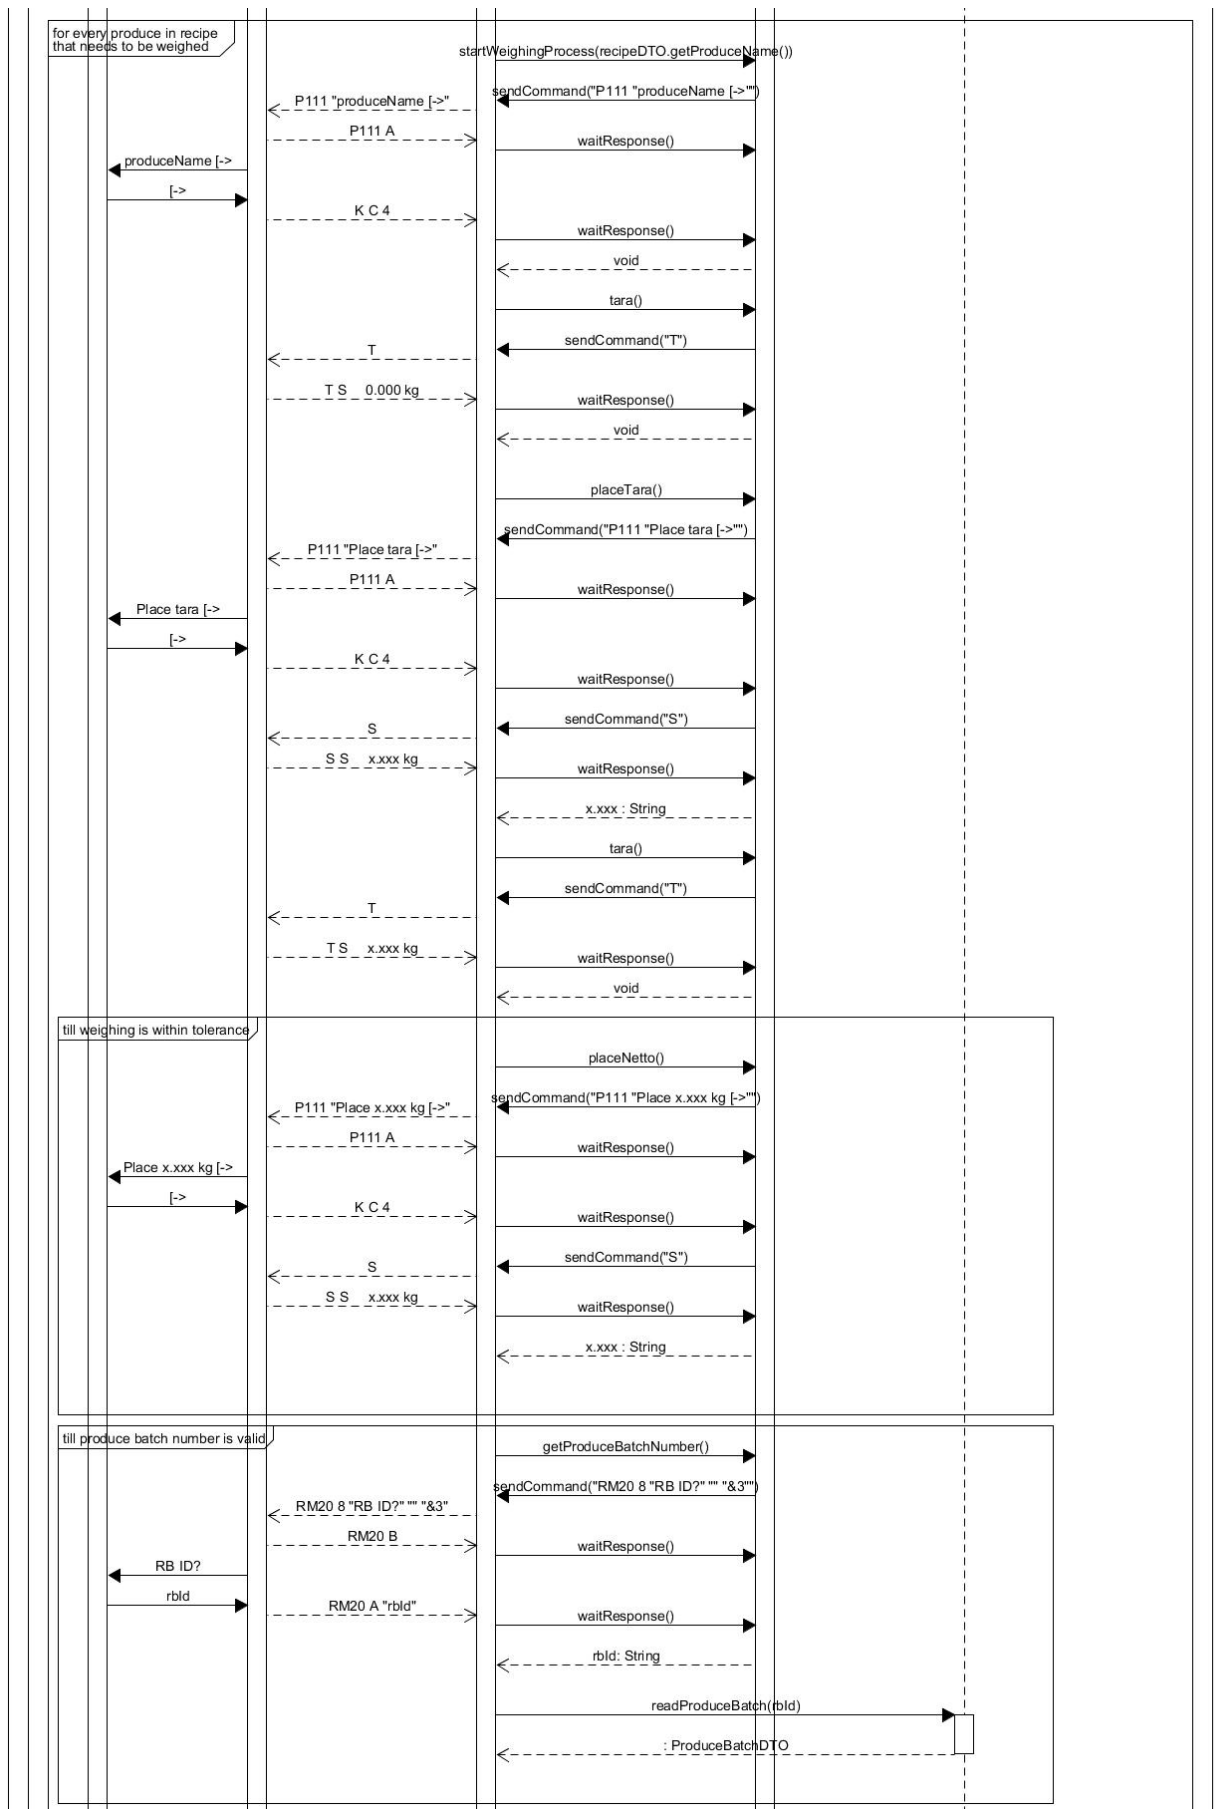 for every produce in recipe
that needs to be weighed
startWeighingProcess(recipeDTO.getProduceName())
sendCommand("P111 "produceName [->"")
P111 "produceName [->"
P111 A
waitResponse()
produceName [->
[->
K C 4
waitResponse()
void
tara()
sendCommand("T")
T
T S 0.000 kg
waitResponse()
void
placeTara()
sendCommand("P111 "Place tara [->"")
P111 "Place tara [->"
P111 A
waitResponse()
Place tara [->
[->
K C 4
waitResponse()
sendCommand("S")
S
S S x.xxx kg
waitResponse()
x.xxx : String
tara()
sendCommand("T")
T
T S x.xxx kg
waitResponse()
void
till weighing is within tolerance
placeNetto()
sendCommand("P111 "Place x.xxx kg [->"")
P111 "Place x.xxx kg [->"
P111 A
waitResponse()
Place x.xxx kg [->
[->
K C 4
waitResponse()
sendCommand("S")
S
S S x.xxx kg
waitResponse()
x.xxx : String
till produce batch number is valid
getProduceBatchNumber()
sendCommand("RM20 8 "RB ID?" "" "&3"")
RM20 8 "RB ID?" "" "&3"
RM20 B
waitResponse()
RB ID?
rbId
RM20 A "rbId"
waitResponse()
rbId: String
readProduceBatch(rbId)
: ProduceBatchDTO